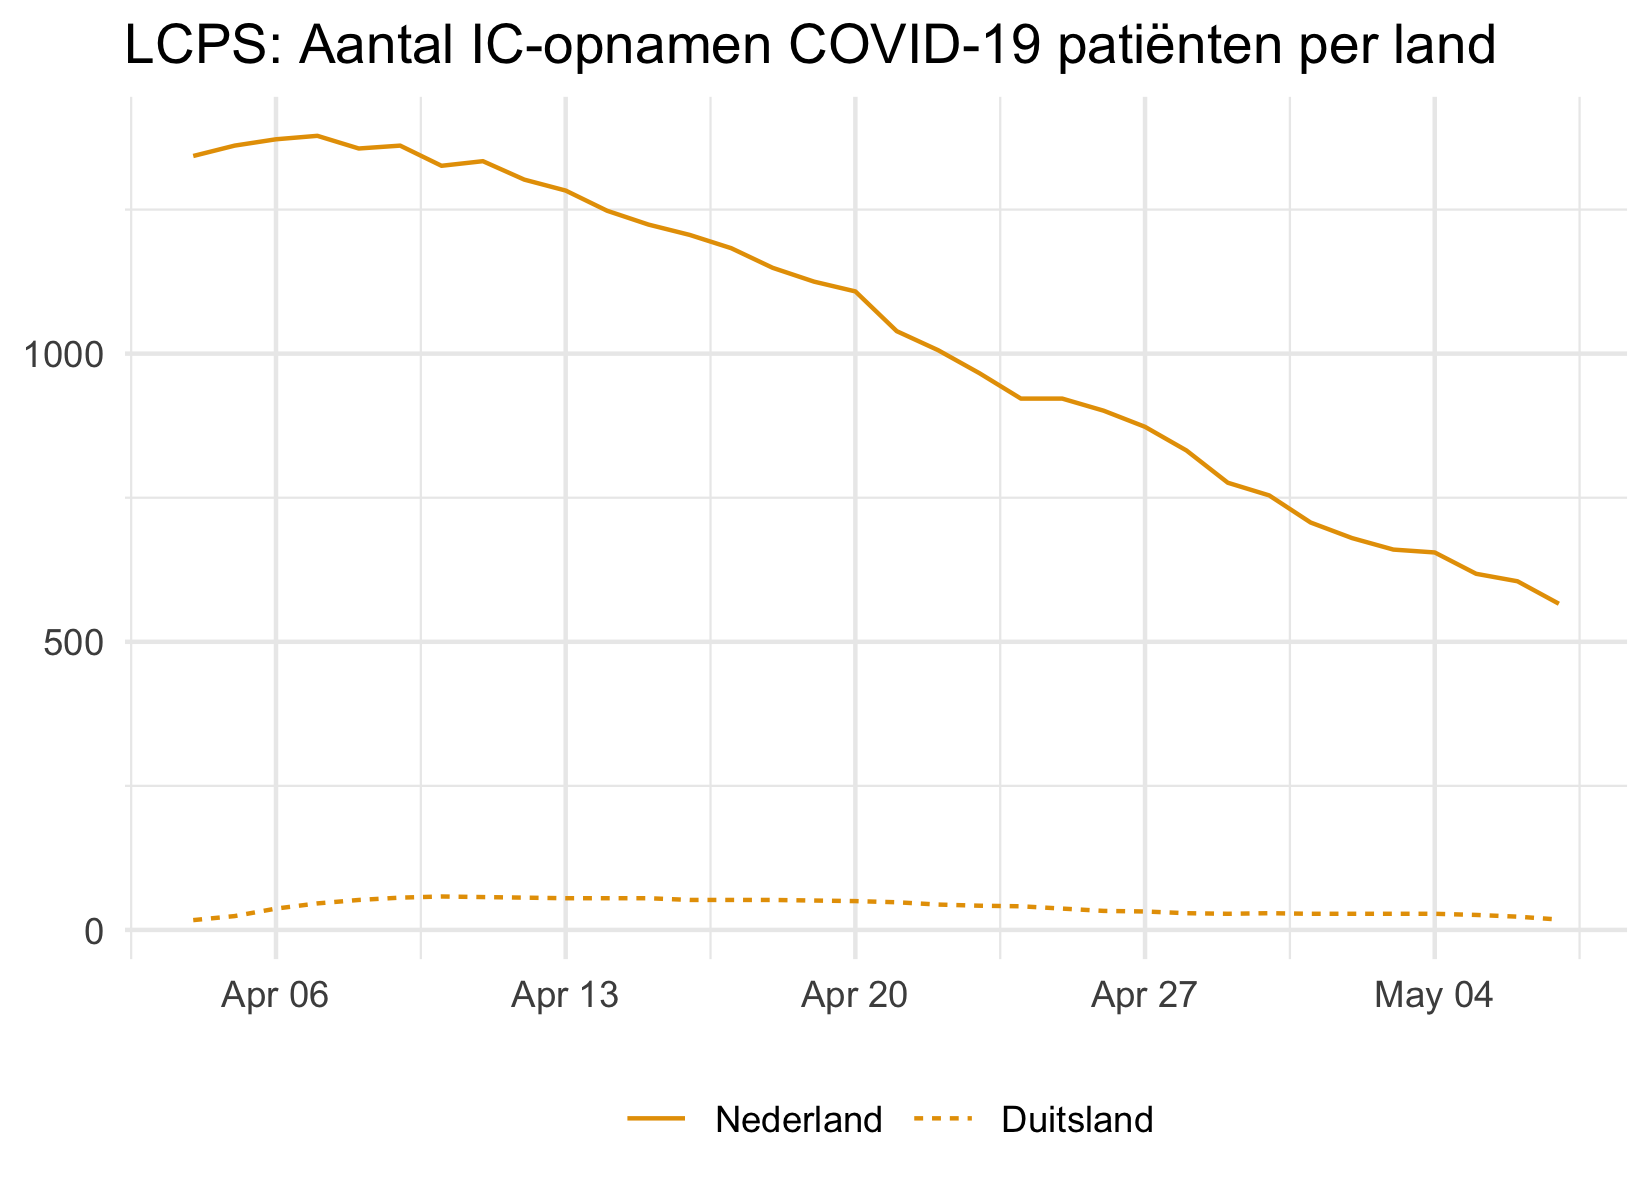 LCPS: Aantal IC-opnamen COVID-19 patiënten per land
1000
500
0
Apr 06 Apr 13 Apr 20 Apr 27 May 04
Nederland Duitsland